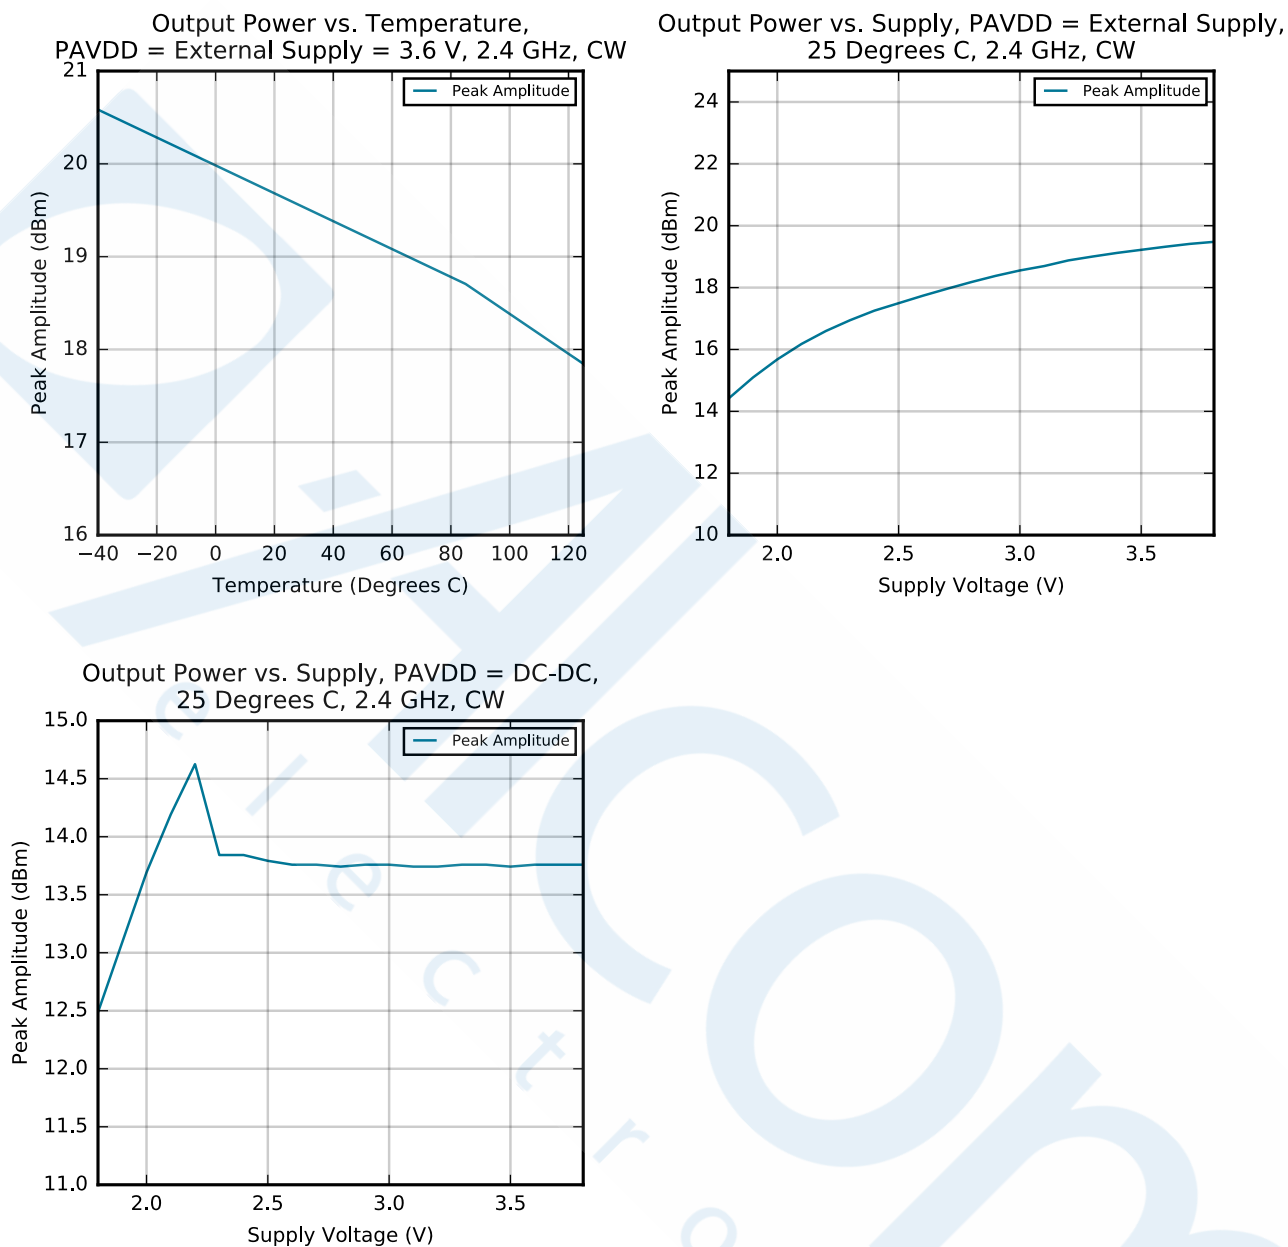 Output Power vs. Temperature,
PAVDD = External Supply = 3.6 V, 2.4 GHz, CW
Peak Amplitude
21
20
19
18
17
16
Peak Amplitude (dBm)
−40 −20 0 20 40 60 80 100 120
Temperature (Degrees C)
Output Power vs. Supply, PAVDD = External Supply,
25 Degrees C, 2.4 GHz, CW
Peak Amplitude
24
22
20
18
16
14
12
10
Peak Amplitude (dBm)
2.0 2.5 3.0 3.5
Supply Voltage (V)
Output Power vs. Supply, PAVDD = DC-DC,
25 Degrees C, 2.4 GHz, CW
Peak Amplitude
15.0
14.5
14.0
13.5
13.0
12.5
12.0
11.5
11.0
Peak Amplitude (dBm)
2.0 2.5 3.0 3.5
Supply Voltage (V)